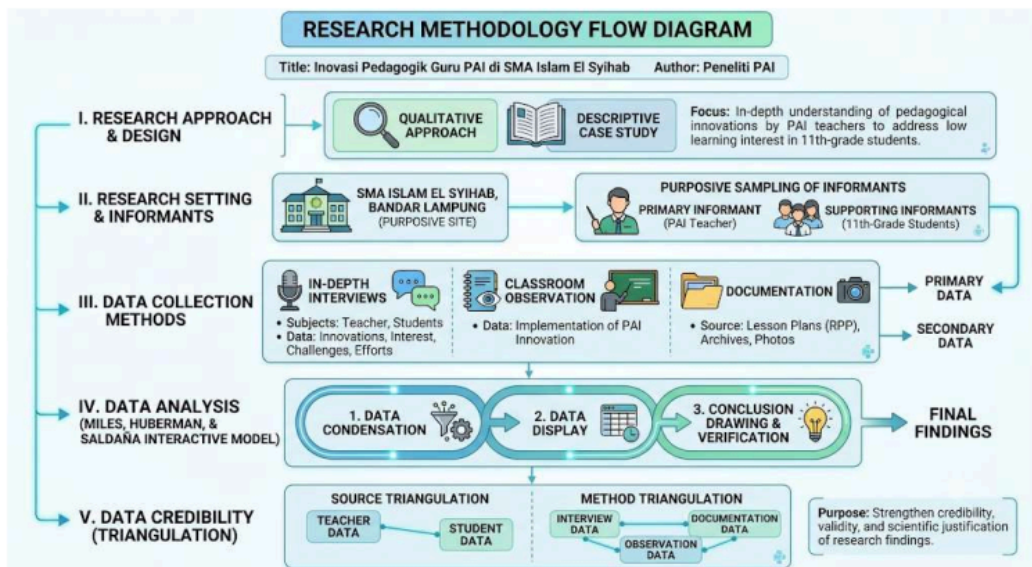 RESEARCH METHODOLOGY FLOW DIAGRAM
Title: Inovasi Pedagogik Guru PAI di SMA Islam El Syihab Author: Peneliti PAI
I. RESEARCH APPROACH
& DESIGN
QUALITATIVE
APPROACH
DESCRIPTIVE
CASE STUDY
Focus: In-depth understanding of pedagogical
innovations by PAI teachers to address low
learning interest in 11th-grade students.
II. RESEARCH SETTING
& INFORMANTS
SMA ISLAM EL SYIHAB,
BANDAR LAMPUNG
(PURPOSIVE SITE)
PURPOSIVE SAMPLING OF INFORMANTS
PRIMARY INFORMANT
(PAI Teacher)
SUPPORTING INFORMANTS
(11th-Grade Students)
III. DATA COLLECTION
METHODS
IN-DEPTH
INTERVIEWS
• Subjects: Teacher, Students
• Data: Innovations, Interest,
Challenges, Efforts
CLASSROOM
OBSERVATION
• Data: Implementation of PAI
Innovation
DOCUMENTATION
• Source: Lesson Plans (RPP),
Archives, Photos
PRIMARY
DATA
SECONDARY
DATA
IV. DATA ANALYSIS
(MILES, HUBERMAN, &
SALDAÑA INTERACTIVE MODEL)
1. DATA
CONDENSATION
2. DATA
DISPLAY
3. CONCLUSION
DRAWING &
VERIFICATION
FINAL
FINDINGS
V. DATA CREDIBILITY
(TRIANGULATION)
SOURCE TRIANGULATION
TEACHER
DATA
STUDENT
DATA
METHOD TRIANGULATION
INTERVIEW
DATA
DOCUMENTATION
DATA
OBSERVATION
DATA
Purpose: Strengthen credibility,
validity, and scientific justification
of research findings.